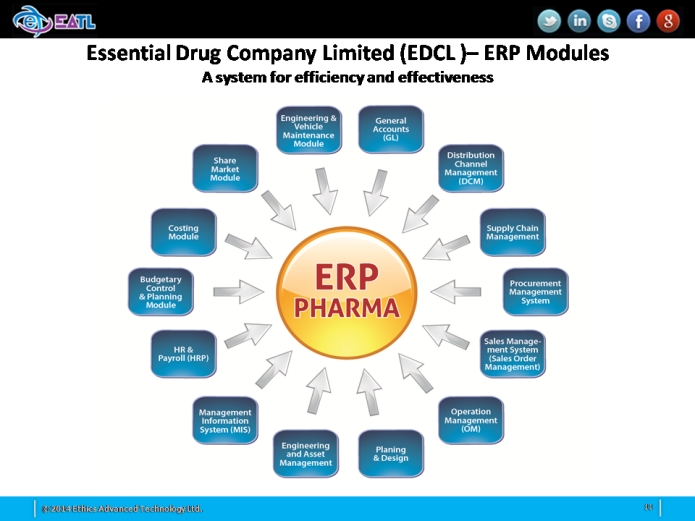 EATL
Essential Drug Company Limited (EDCL )– ERP Modules
A system for efficiency and effectiveness
Engineering &
Vehicle
Maintenance
Module
General
Accounts
(GL)
Distribution
Channel
Management
(DCM)
Supply Chain
Management
Procurement
Management
System
Sales Manage-
ment System
(Sales Order
Management)
Operation
Management
(OM)
Planing
& Design
Engineering
and Asset
Management
Management
Information
System (MIS)
HR &
Payroll (HRP)
Budgetary
Control
& Planning
Module
Costing
Module
Share
Market
Module
ERP
PHARMA
© 2014 Ethics Advanced Technology Ltd.